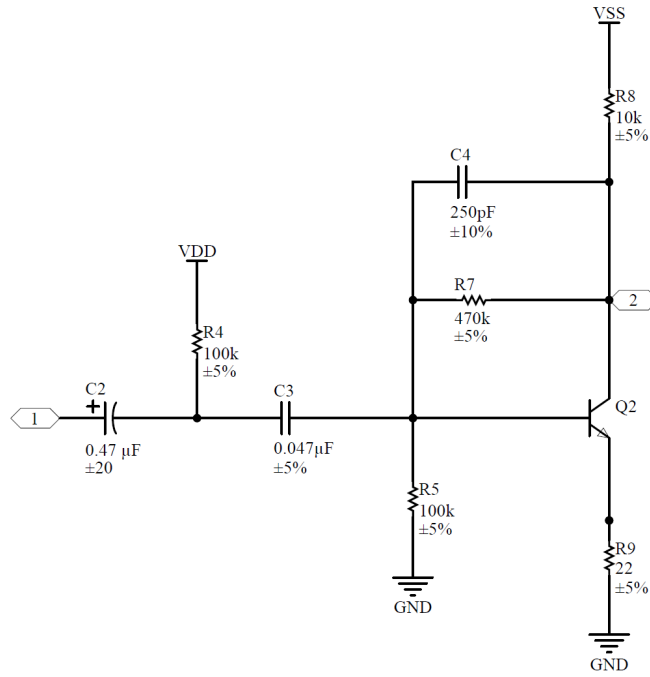 VSS
R8
10k
±5%
C4
250pF
±10%
VDD
R7
470k
±5%
2
R4
100k
±5%
C2
+
0.47 µF
±20
1
C3
0.047µF
±5%
Q2
R5
100k
±5%
GND
R9
22
±5%
GND